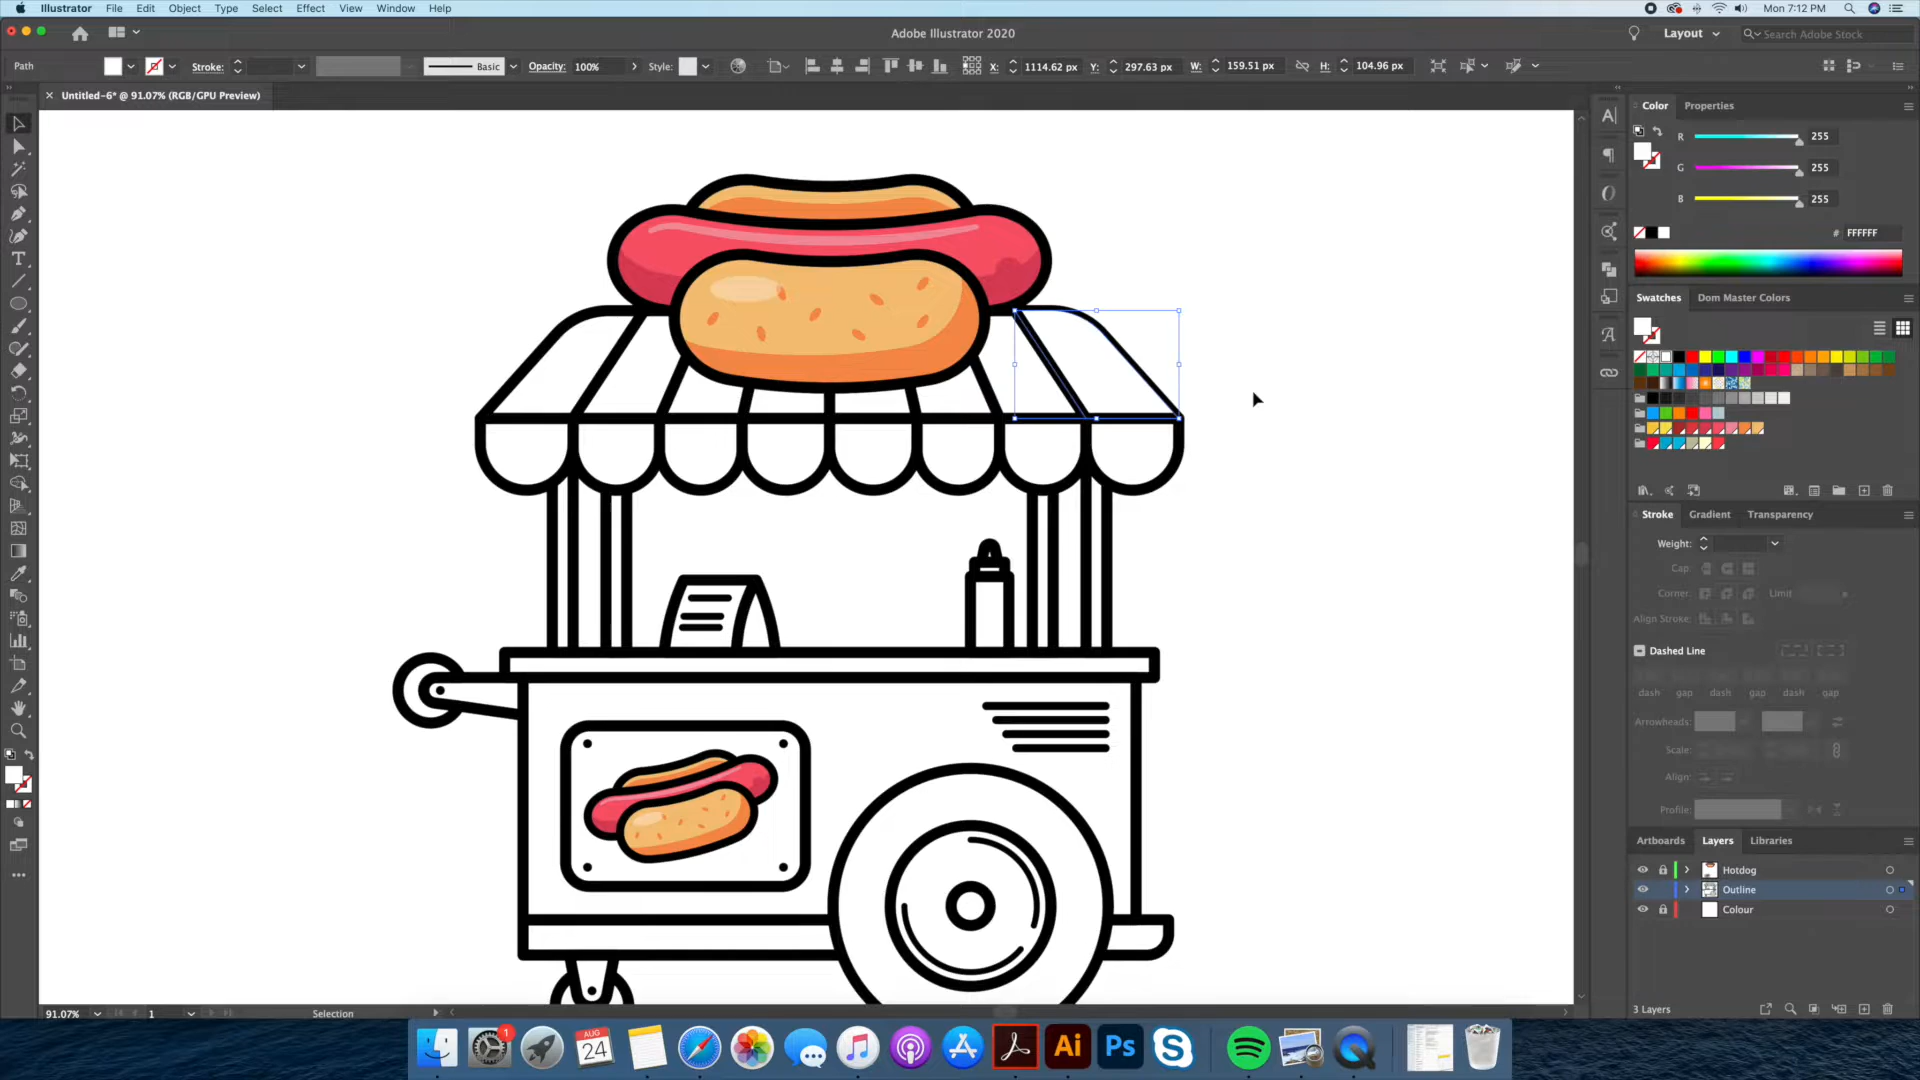 Illustrator File Edit Object Type Select Effect View Window Help
Mon 7:12 PM
Adobe Illustrator 2020
Layout
Search Adobe Stock
Path
Stroke:
Basic
Opacity: 100%
Style:
X: 1114.62 px
Y: 297.63 px
W: 159.51 px
H: 104.96 px
Untitled-6* @ 91.07% (RGB/GPU Preview)
Color Properties
R 255
G 255
B 255
# FFFFFF
Swatches Dom Master Colors
Stroke Gradient Transparency
Weight:
Cap:
Corner: Limit
Align Stroke:
Dashed Line
dash gap dash gap dash gap
Arrowheads:
Scale:
Align:
Profile:
Artboards Layers Libraries
Hotdog
Outline
Colour
3 Layers
91.07% 1 Selection
AUG
24
1
Ai
Ps